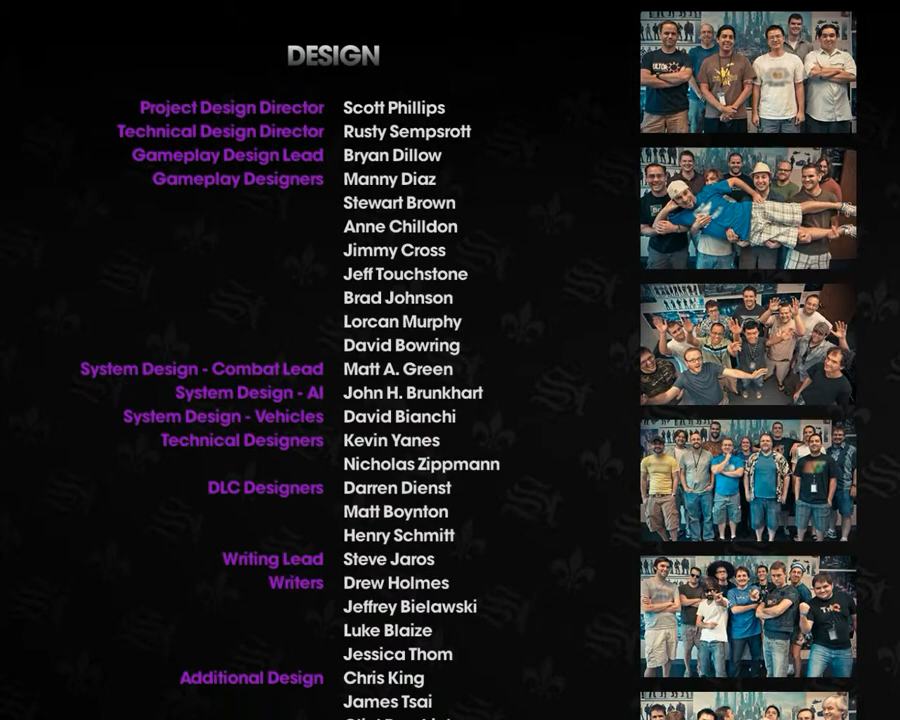 DESIGN
Project Design Director Scott Phillips
Technical Design Director Rusty Sempsrott
Gameplay Design Lead Bryan Dillow
Gameplay Designers Manny Diaz
Stewart Brown
Anne Chilldon
Jimmy Cross
Jeff Touchstone
Brad Johnson
Lorcan Murphy
David Bowring
System Design - Combat Lead Matt A. Green
System Design - AI John H. Brunkhart
System Design - Vehicles David Bianchi
Technical Designers Kevin Yanes
Nicholas Zippmann
DLC Designers Darren Dienst
Matt Boynton
Henry Schmitt
Writing Lead Steve Jaros
Writers Drew Holmes
Jeffrey Bielawski
Luke Blaize
Jessica Thom
Additional Design Chris King
James Tsai